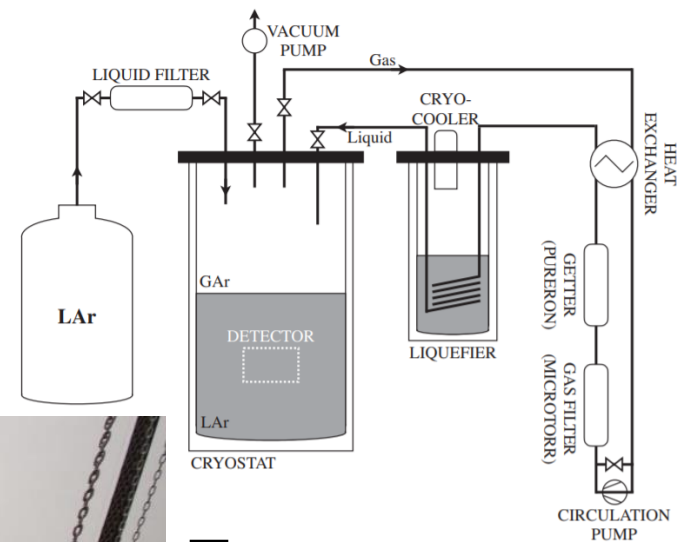 VACUUM
PUMP
Gas
LIQUID FILTER
CRYO-
COOLER
Liquid
HEAT
EXCHANGER
GAr
LAr
DETECTOR
GETTER
(PURERON)
LIQUEFIER
GAS FILTER
(MICROTORR)
LAr
CRYOSTAT
CIRCULATION
PUMP